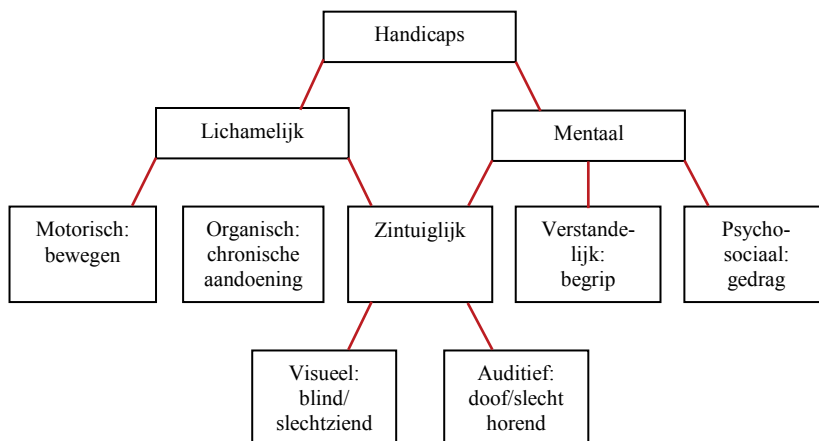 Handicaps
Lichamelijk
Mentaal
Motorisch:
bewegen
Organisch:
chronische
aandoening
Zintuiglijk
Verstande-
lijk:
begrip
Psycho-
sociaal:
gedrag
Visueel:
blind/
slechtziend
Auditief:
doof/slecht
horend